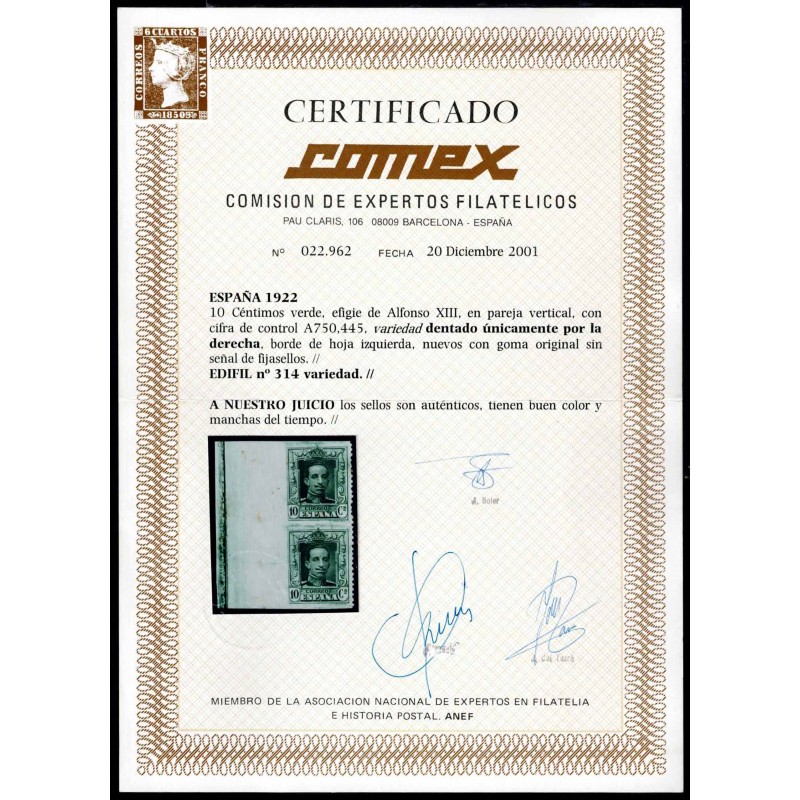 6 CUARTOS
CORREOS
FRANCO
1850
CERTIFICADO
comex
COMISION DE EXPERTOS FILATELICOS
PAU CLARIS, 106 08009 BARCELONA - ESPAÑA
Nº 022.962 FECHA 20 Diciembre 2001
ESPAÑA 1922
10 Céntimos verde, efigie de Alfonso XIII, en pareja vertical, con
cifra de control A750,445, variedad dentado únicamente por la
derecha, borde de hoja izquierda, nuevos con goma original sin
señal de fijasellos. //
EDIFIL nº 314 variedad. //
A NUESTRO JUICIO los sellos son auténticos, tienen buen color y
manchas del tiempo. //
CORREOS
10 ESPAÑA Cs
CORREOS
10 ESPAÑA Cs
A. Soler
MIEMBRO DE LA ASOCIACION NACIONAL DE EXPERTOS EN FILATELIA
E HISTORIA POSTAL. ANEF